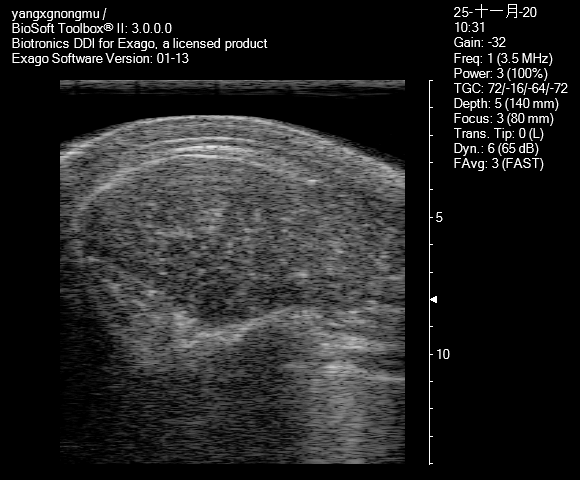 yangxgnongmu /
BioSoft Toolbox® II: 3.0.0.0
Biotronics DDI for Exago, a licensed product
Exago Software Version: 01-13
25-十一月-20
10:31
Gain: -32
Freq: 1 (3.5 MHz)
Power: 3 (100%)
TGC: 72/-16/-64/-72
Depth: 5 (140 mm)
Focus: 3 (80 mm)
Trans. Tip: 0 (L)
Dyn.: 6 (65 dB)
FAvg: 3 (FAST)
5
10